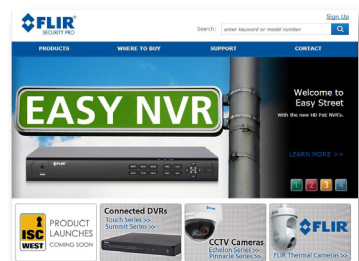 Sign Up
FLIR
SECURITY PRO
Search: enter keyword or model number
PRODUCTS WHERE TO BUY SUPPORT CONTACT
EASY NVR
Welcome to
Easy Street
With the new HD PoE NVR's.
LEARN MORE >>
FLIR
1 2 3 4
ISC
WEST
PRODUCT
LAUNCHES
COMING SOON
Connected DVRs
Touch Series>>
Summit Series>>
CCTV Cameras
Echelon Series>>
Pinnacle Series>>
FLIR
FLIR Thermal Cameras>>